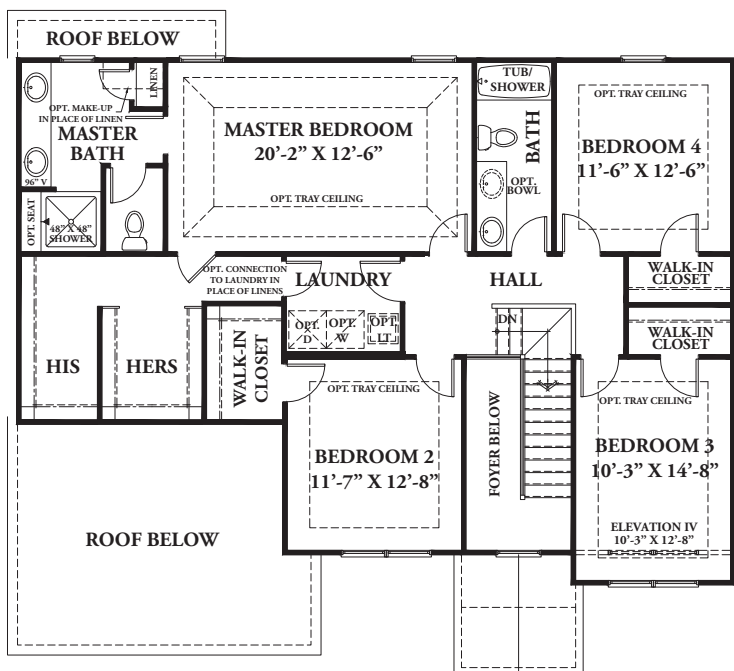 ROOF BELOW
LINEN
OPT. MAKE-UP
IN PLACE OF LINEN
MASTER
BATH
96" V
OPT. SEAT
48" X 48"
SHOWER
MASTER BEDROOM
20'-2" X 12'-6"
OPT. TRAY CEILING
TUB/
SHOWER
BATH
OPT.
BOWL
OPT. TRAY CEILING
BEDROOM 4
11'-6" X 12'-6"
OPT. CONNECTION
TO LAUNDRY IN
PLACE OF LINENS
LAUNDRY
OPT.
D
OPT.
W
OPT
LT
HALL
DN
WALK-IN
CLOSET
WALK-IN
CLOSET
HIS
HERS
WALK-IN
CLOSET
OPT. TRAY CEILING
BEDROOM 2
11'-7" X 12'-8"
FOYER BELOW
OPT. TRAY CEILING
BEDROOM 3
10'-3" X 14'-8"
ELEVATION IV
10'-3" X 12'-8"
ROOF BELOW